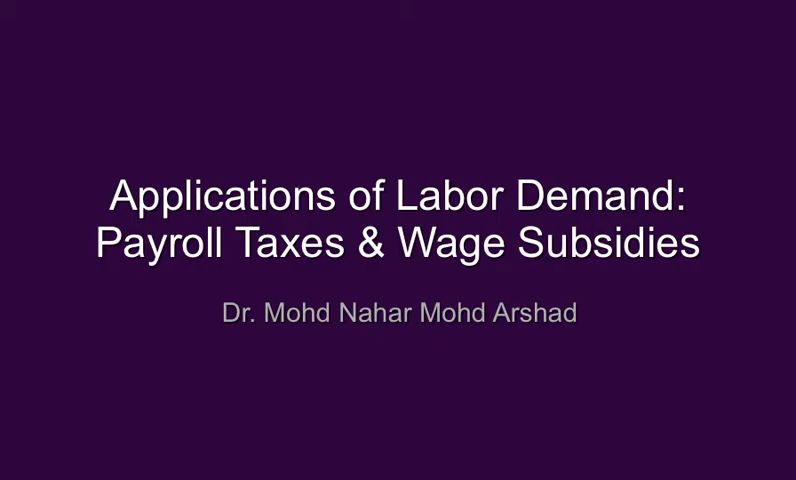 Applications of Labor Demand:
Payroll Taxes & Wage Subsidies
Dr. Mohd Nahar Mohd Arshad